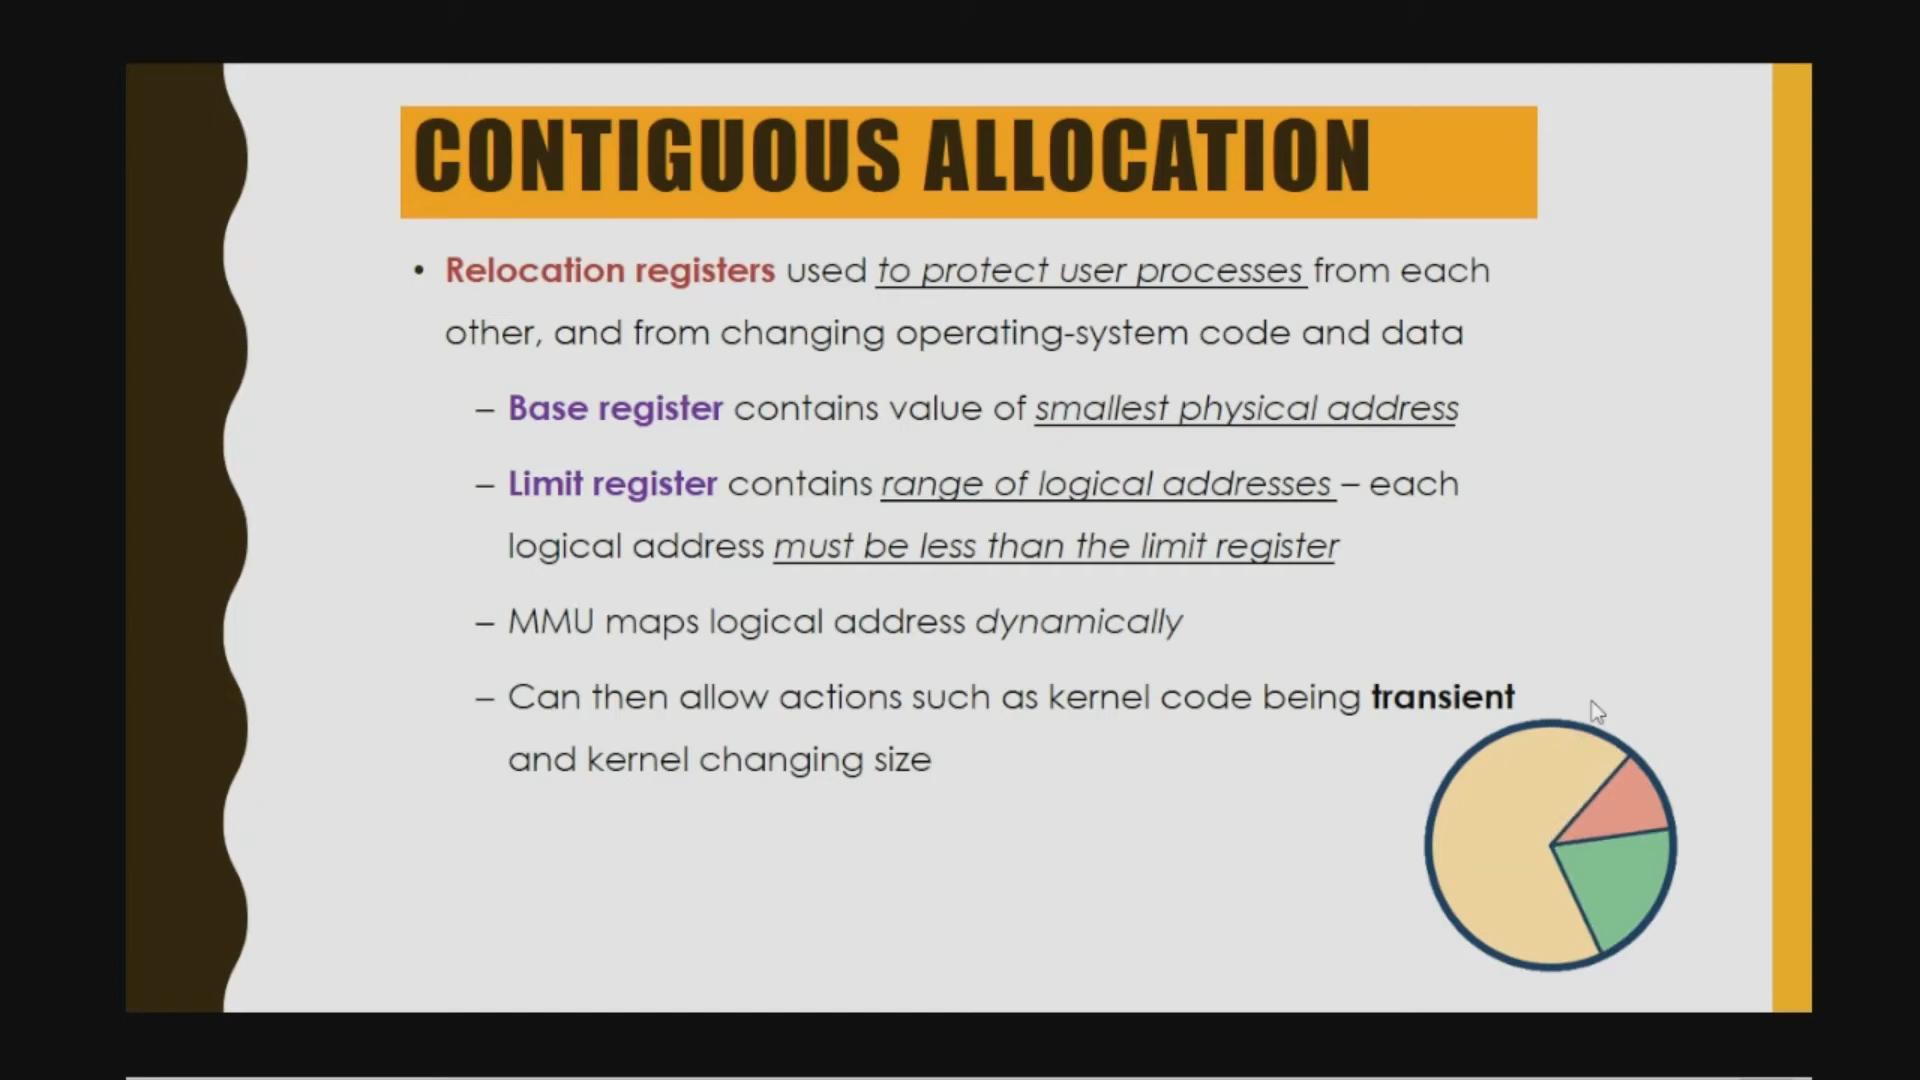 CONTIGUOUS ALLOCATION
• Relocation registers used to protect user processes from each
other, and from changing operating-system code and data
– Base register contains value of smallest physical address
– Limit register contains range of logical addresses – each
logical address must be less than the limit register
– MMU maps logical address dynamically
– Can then allow actions such as kernel code being transient
and kernel changing size